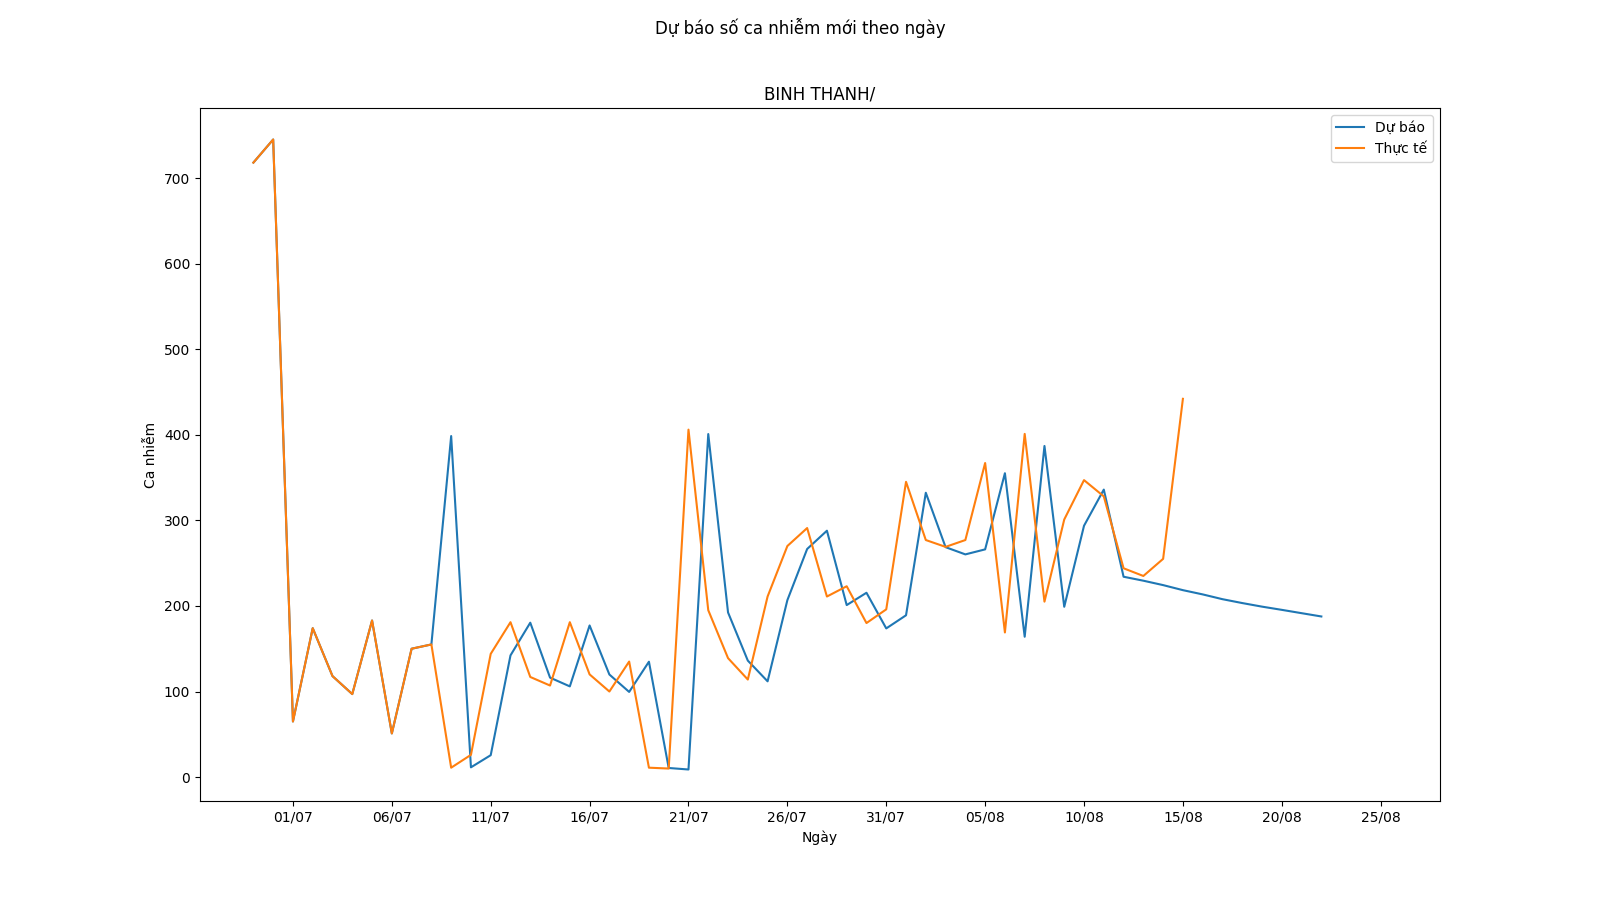 Dự báo số ca nhiễm mới theo ngày
BINH THANH/
Dự báo
Thực tế
700
600
500
400
300
200
100
0
Ca nhiễm
01/07 06/07 11/07 16/07 21/07 26/07 31/07 05/08 10/08 15/08 20/08 25/08
Ngày